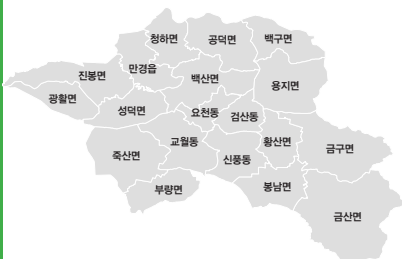 청하면
공덕면
백구면
진봉면
만경읍
백산면
용지면
광활면
성덕면
요천동
검산동
교월동
황산면
금구면
죽산면
신풍동
부량면
봉남면
금산면